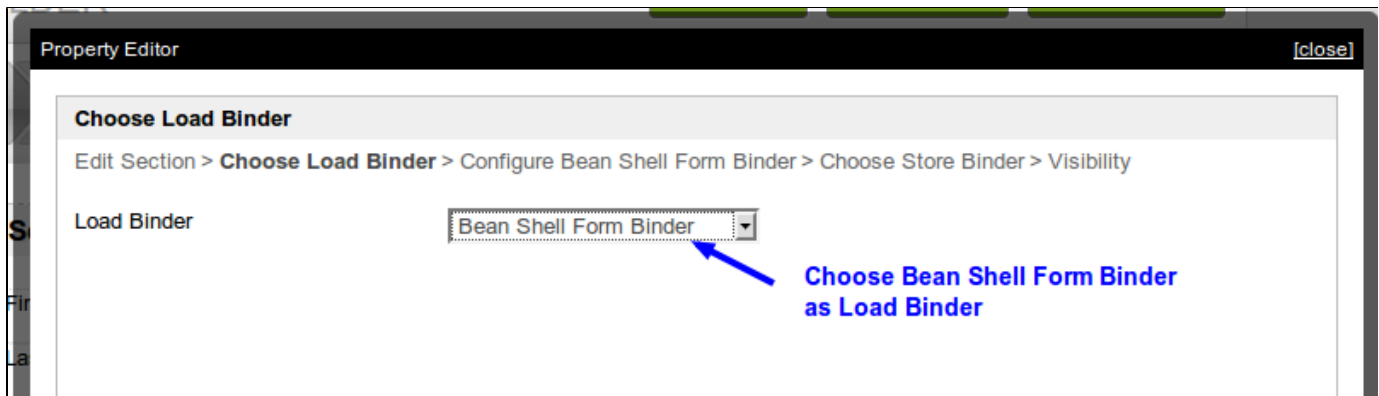 Property Editor [close]
Choose Load Binder
Edit Section > Choose Load Binder > Configure Bean Shell Form Binder > Choose Store Binder > Visibility
Load Binder Bean Shell Form Binder
Choose Bean Shell Form Binder
as Load Binder